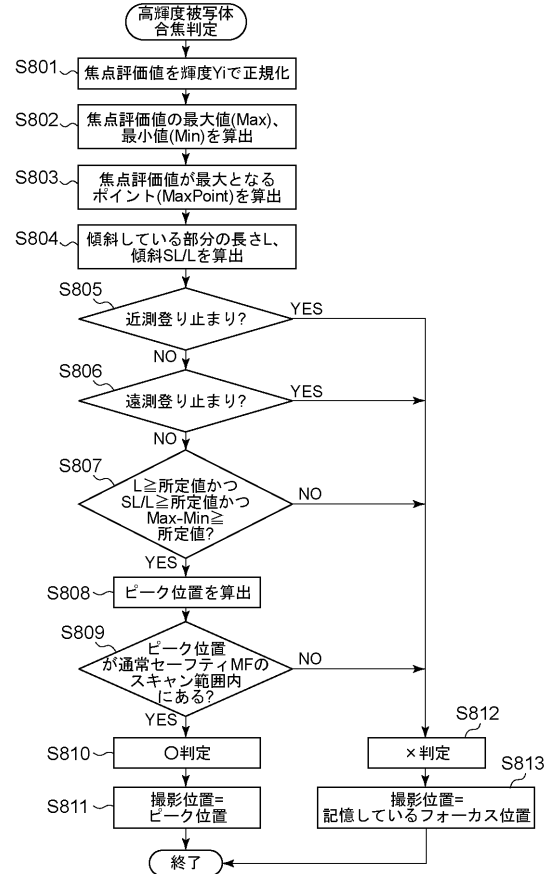 高輝度被写体
合焦判定
S801
焦点評価値を輝度Yiで正規化
S802
焦点評価値の最大値(Max)、
最小値(Min)を算出
S803
焦点評価値が最大となる
ポイント(MaxPoint)を算出
S804
傾斜している部分の長さL、
傾斜SL/Lを算出
S805
近測登り止まり?
YES
NO
S806
遠測登り止まり?
YES
NO
S807
L≧所定値かつ
SL/L≧所定値かつ
Max-Min≧
所定値?
NO
YES
S808
ピーク位置を算出
S809
ピーク位置
が通常セーフティMFの
スキャン範囲内
にある?
NO
YES
S810
〇判定
S811
撮影位置=
ピーク位置
S812
×判定
S813
撮影位置=
記憶しているフォーカス位置
終了